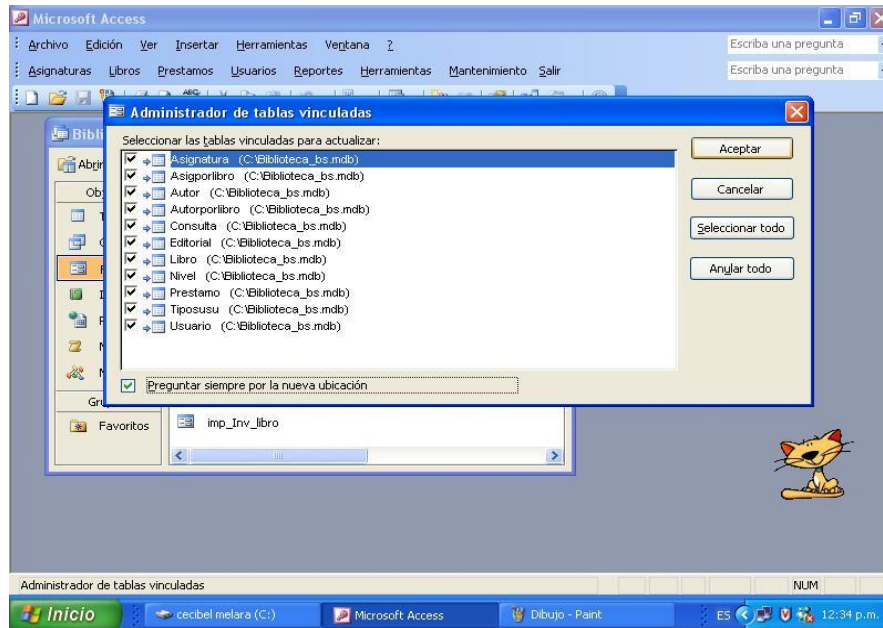 Microsoft Access
Archivo Edición Ver Insertar Herramientas Ventana ? Escriba una pregunta
Asignaturas Libros Prestamos Usuarios Reportes Herramientas Mantenimiento Salir Escriba una pregunta
Administrador de tablas vinculadas
Seleccionar las tablas vinculadas para actualizar:
Asignatura (C:\Biblioteca_bs.mdb)
Asigporlibro (C:\Biblioteca_bs.mdb)
Autor (C:\Biblioteca_bs.mdb)
Autorporlibro (C:\Biblioteca_bs.mdb)
Consulta (C:\Biblioteca_bs.mdb)
Editorial (C:\Biblioteca_bs.mdb)
Libro (C:\Biblioteca_bs.mdb)
Nivel (C:\Biblioteca_bs.mdb)
Prestamo (C:\Biblioteca_bs.mdb)
Tiposusu (C:\Biblioteca_bs.mdb)
Usuario (C:\Biblioteca_bs.mdb)
Preguntar siempre por la nueva ubicación
Aceptar
Cancelar
Seleccionar todo
Anular todo
Favoritos
imp_Inv_libro
Administrador de tablas vinculadas NUM
Inicio cecibel melara (C:) Microsoft Access Dibujo - Paint ES 12:34 p.m.